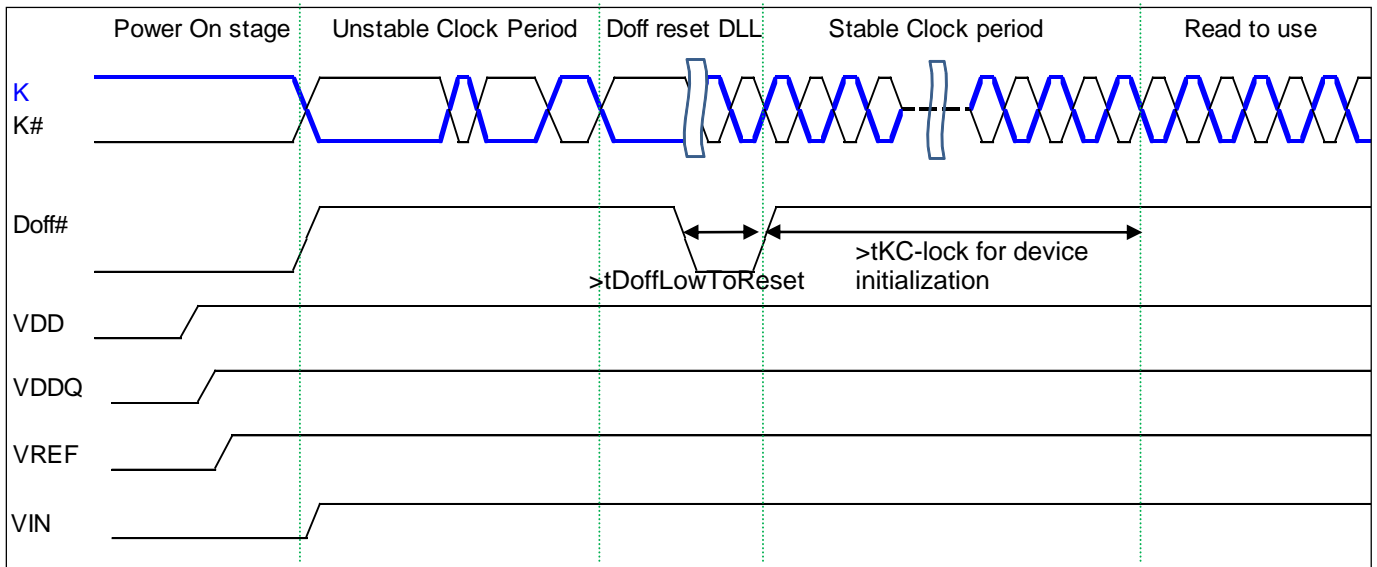 Power On stage
Unstable Clock Period
Doff reset DLL
Stable Clock period
Read to use
K
K#
Doff#
>tDoffLowToReset
>tKC-lock for device
initialization
VDD
VDDQ
VREF
VIN